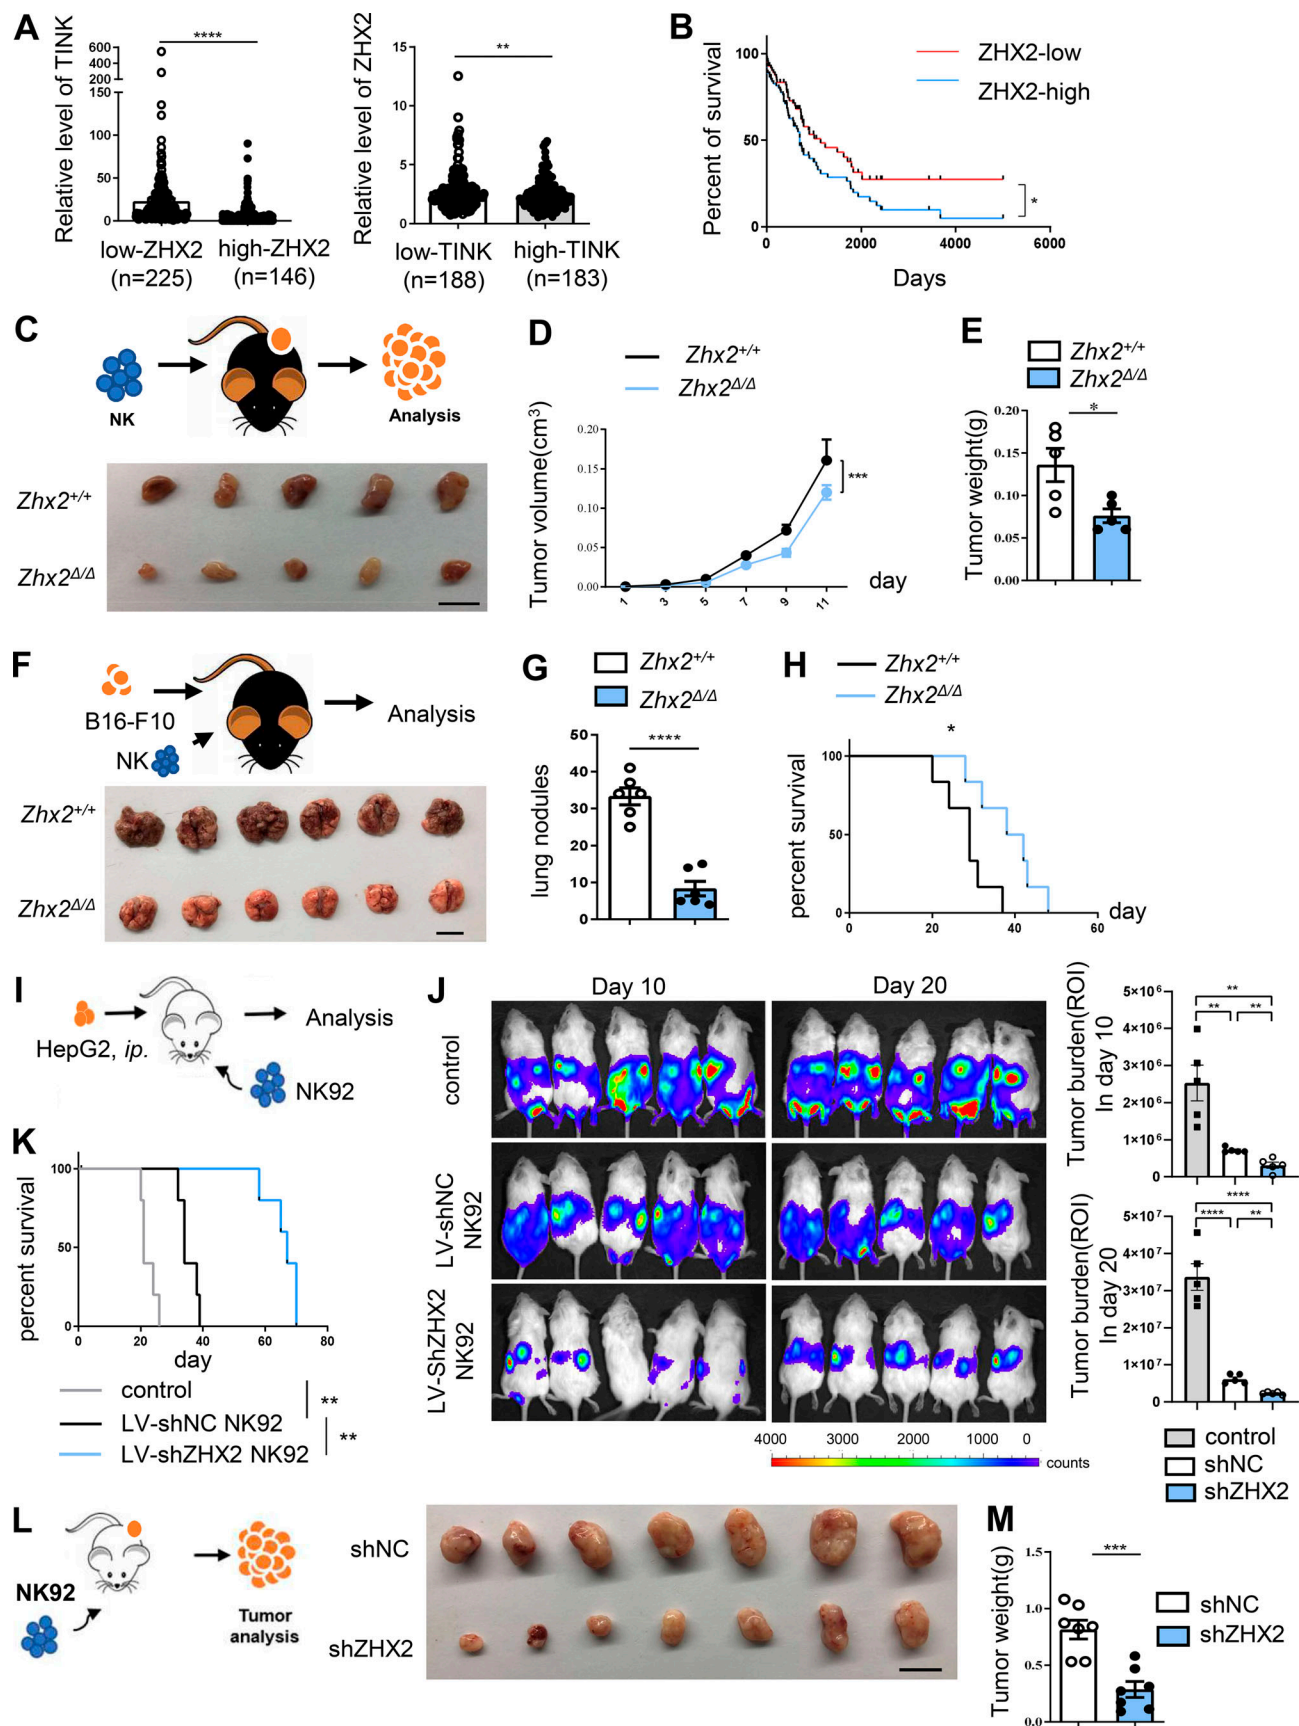 A
Relative level of TINK
600
400
200
150
100
50
0
****
low-ZHX2
(n=225)
high-ZHX2
(n=146)
Relative level of ZHX2
15
10
5
0
**
low-TINK
(n=188)
high-TINK
(n=183)
B
Percent of survival
100
50
0
0
2000
4000
6000
Days
ZHX2-low
ZHX2-high
*
C
NK
Analysis
Zhx2+/+
Zhx2Δ/Δ
D
Zhx2+/+
Zhx2Δ/Δ
Tumor volume(cm³)
0.20
0.15
0.10
0.05
0.00
1
3
5
7
9
11
day
***
E
Zhx2+/+
Zhx2Δ/Δ
Tumor weight(g)
0.20
0.15
0.10
0.05
0.00
*
F
B16-F10
NK
Analysis
Zhx2+/+
Zhx2Δ/Δ
G
Zhx2+/+
Zhx2Δ/Δ
lung nodules
50
40
30
20
10
0
****
H
Zhx2+/+
Zhx2Δ/Δ
*
percent survival
100
50
0
0
20
40
60
day
I
HepG2, ip.
Analysis
NK92
J
Day 10
Day 20
control
LV-shNC
NK92
LV-ShZHX2
NK92
4000
3000
2000
1000
0
counts
Tumor burden(ROI)
In day 10
5×10⁶
4×10⁶
3×10⁶
2×10⁶
1×10⁶
0
**
**
**
Tumor burden(ROI)
In day 20
5×10⁷
4×10⁷
3×10⁷
2×10⁷
1×10⁷
0
****
****
**
control
shNC
shZHX2
K
percent survival
100
50
0
0
20
40
60
80
day
control
LV-shNC NK92
LV-shZHX2 NK92
**
**
L
NK92
Tumor
analysis
shNC
shZHX2
M
Tumor weight(g)
1.5
1.0
0.5
0.0
***
shNC
shZHX2